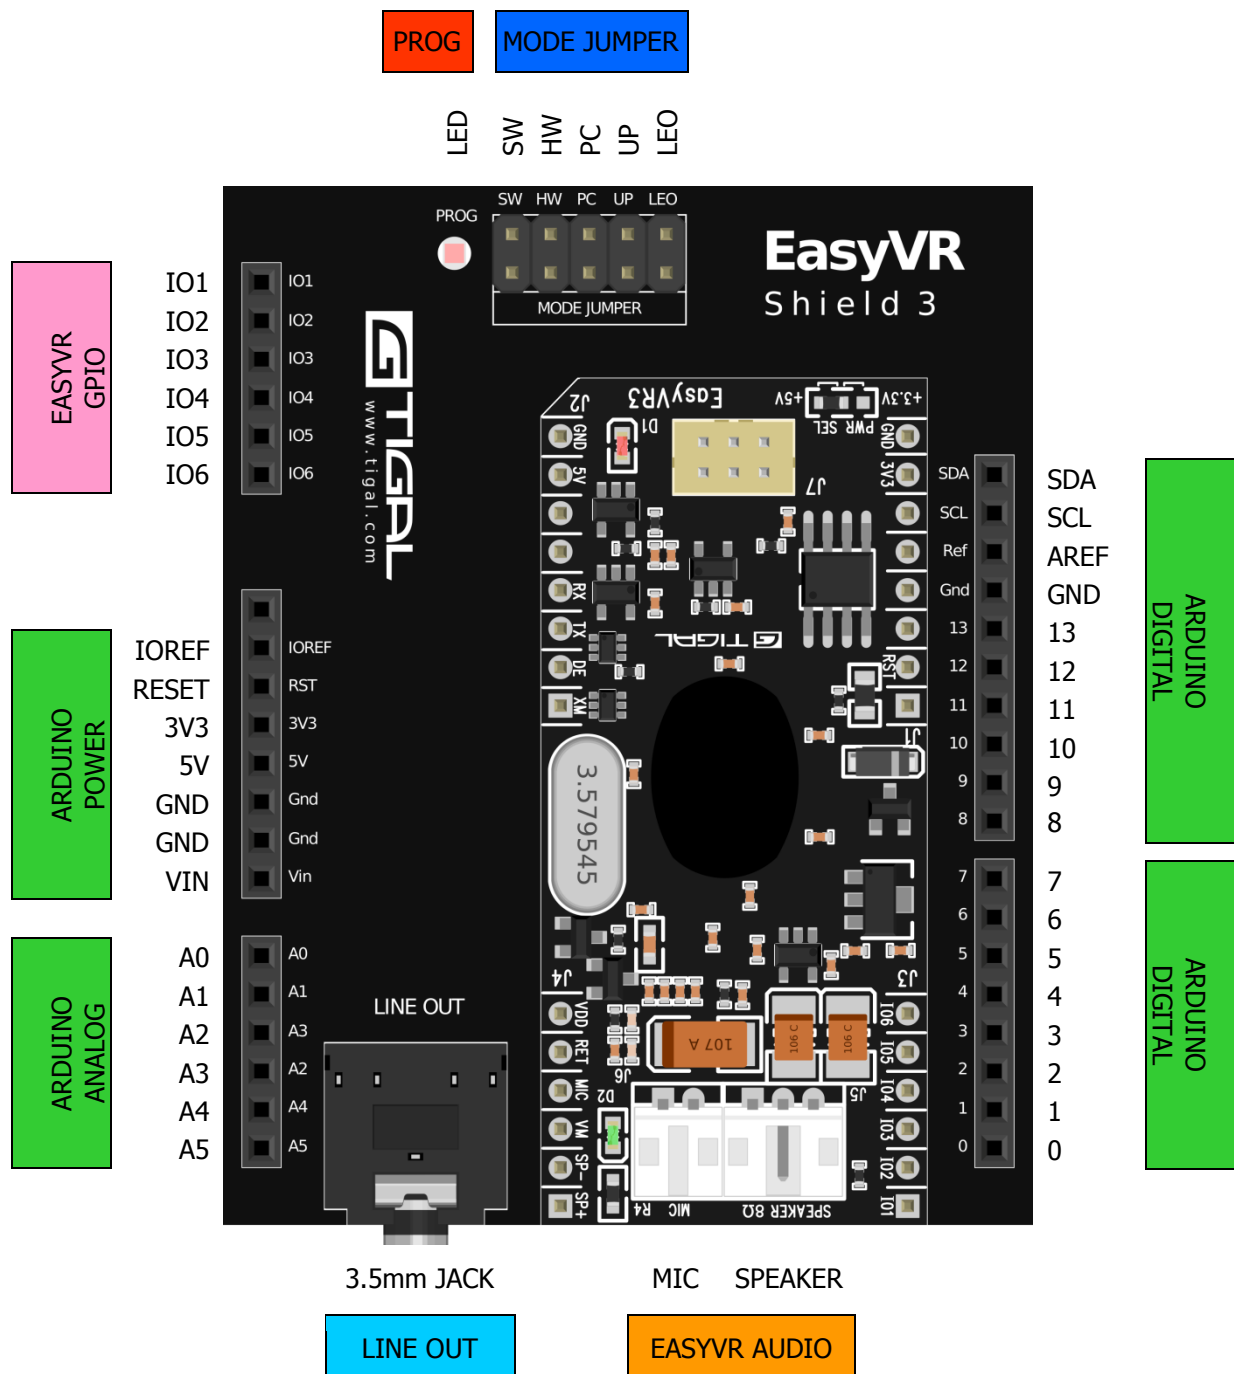 PROG
MODE JUMPER
LED
SW
HW
PC
UP
LEO
SW HW PC UP LEO
PROG
MODE JUMPER
EasyVR
Shield 3
EASYVR
GPIO
IO1
IO2
IO3
IO4
IO5
IO6
IO1
IO2
IO3
IO4
IO5
IO6
TIGAL
www.tigal.com
ARDUINO
POWER
IOREF
RESET
3V3
5V
GND
GND
VIN
IOREF
RST
3V3
5V
Gnd
Gnd
Vin
ARDUINO
ANALOG
A0
A1
A2
A3
A4
A5
A0
A1
A3
A2
A4
A5
LINE OUT
EasyVR3
J2
D1
+5V
+3.3V
PWR SEL
J7
GND
5V
RX
TX
DE
XM
GND
3V3
RST
J1
TIGAL
3.579545
J4
VDD
RET
MIC
VM
SP-
SP+
J6
D2
R4
MIC
SPEAKER 8Ω
107 A
106 C
106 C
J5
J3
IO6
IO5
IO4
IO3
IO2
IO1
SDA
SCL
Ref
Gnd
13
12
11
10
9
8
7
6
5
4
3
2
1
0
SDA
SCL
AREF
GND
13
12
11
10
9
8
7
6
5
4
3
2
1
0
ARDUINO
DIGITAL
ARDUINO
DIGITAL
3.5mm JACK
MIC
SPEAKER
LINE OUT
EASYVR AUDIO